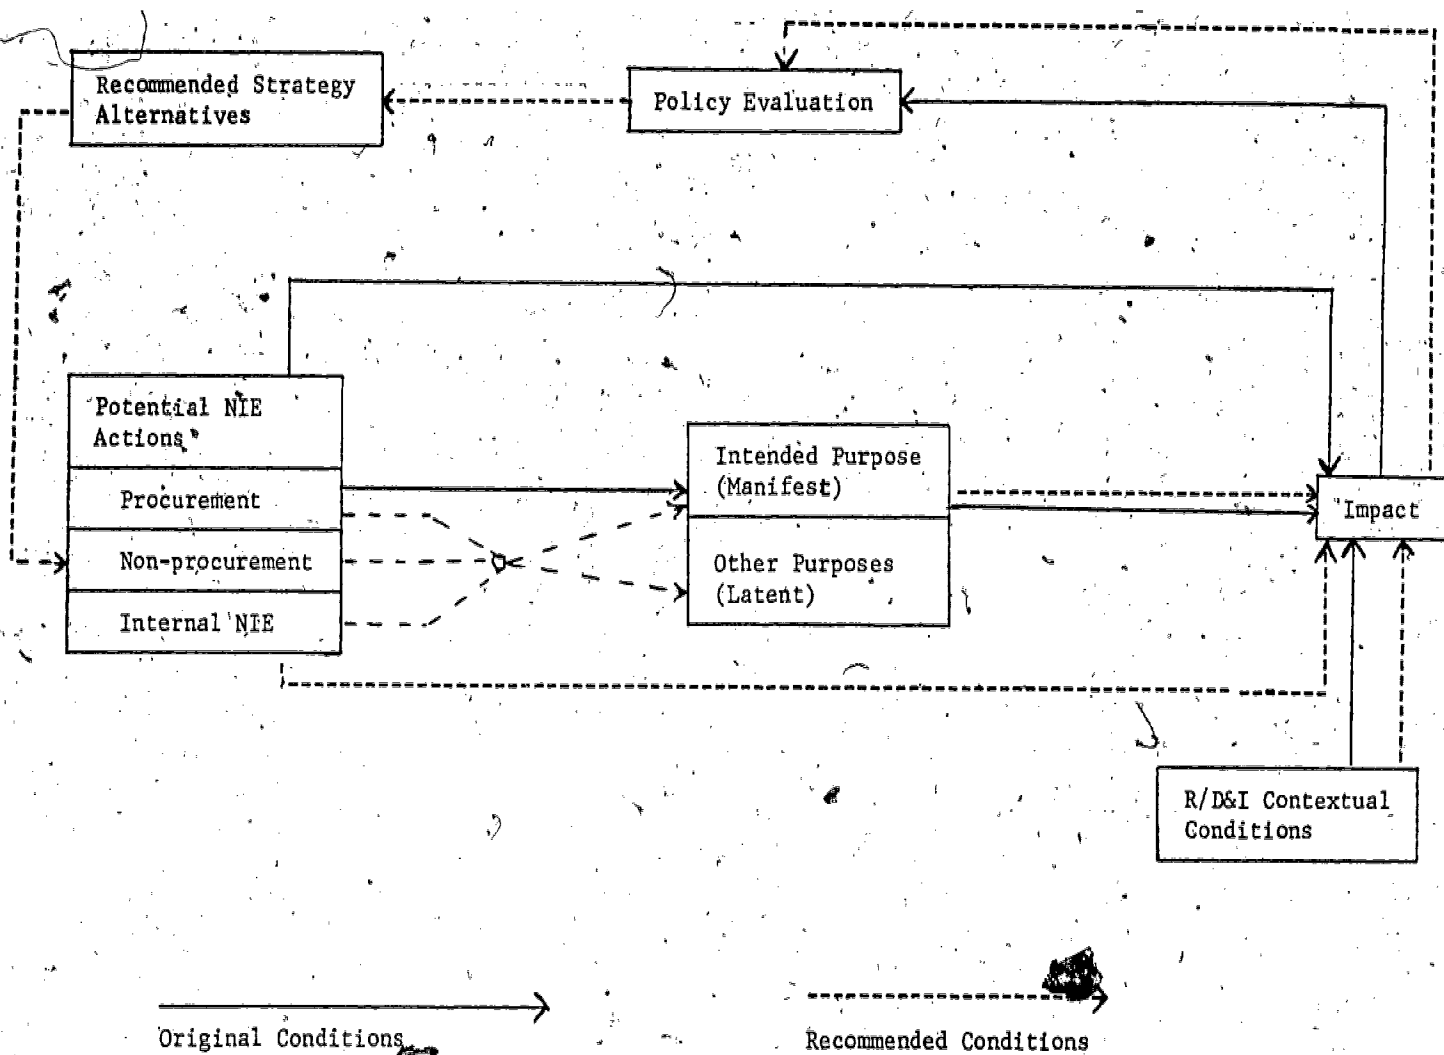 Recommended Strategy
Alternatives
Policy Evaluation
Potential NIE
Actions
Procurement
Non-procurement
Internal NIE
Intended Purpose
(Manifest)
Other Purposes
(Latent)
Impact
R/D&I Contextual
Conditions
Original Conditions
Recommended Conditions